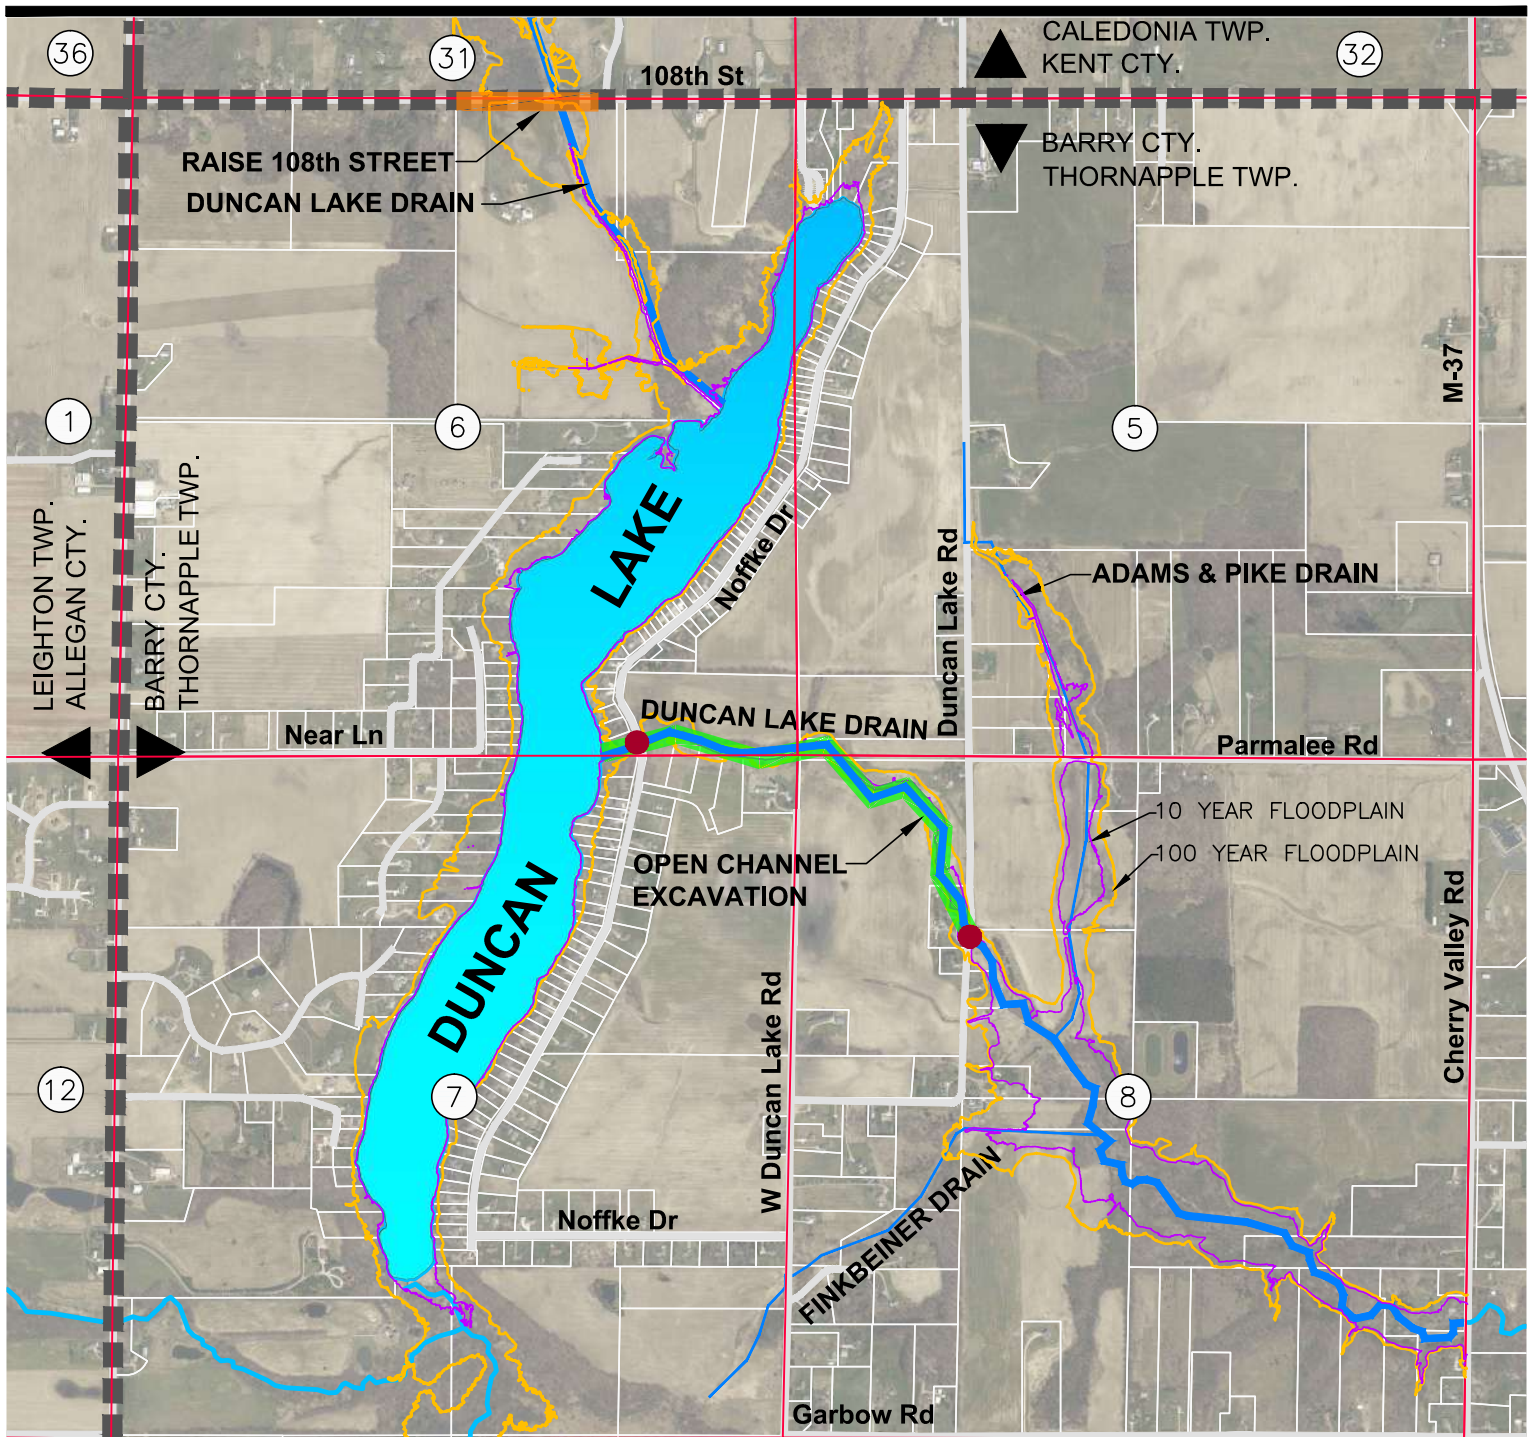 36
31
108th St
CALEDONIA TWP.
KENT CTY.
32
RAISE 108th STREET
DUNCAN LAKE DRAIN
BARRY CTY.
THORNAPPLE TWP.
M-37
1
6
5
LEIGHTON TWP.
ALLEGAN CTY.
BARRY CTY.
THORNAPPLE TWP.
LAKE
Noffke Dr
Duncan Lake Rd
ADAMS & PIKE DRAIN
Near Ln
DUNCAN LAKE DRAIN
Parmalee Rd
10 YEAR FLOODPLAIN
100 YEAR FLOODPLAIN
OPEN CHANNEL
EXCAVATION
DUNCAN
W Duncan Lake Rd
Cherry Valley Rd
12
7
8
Noffke Dr
FINKBEINER DRAIN
Garbow Rd